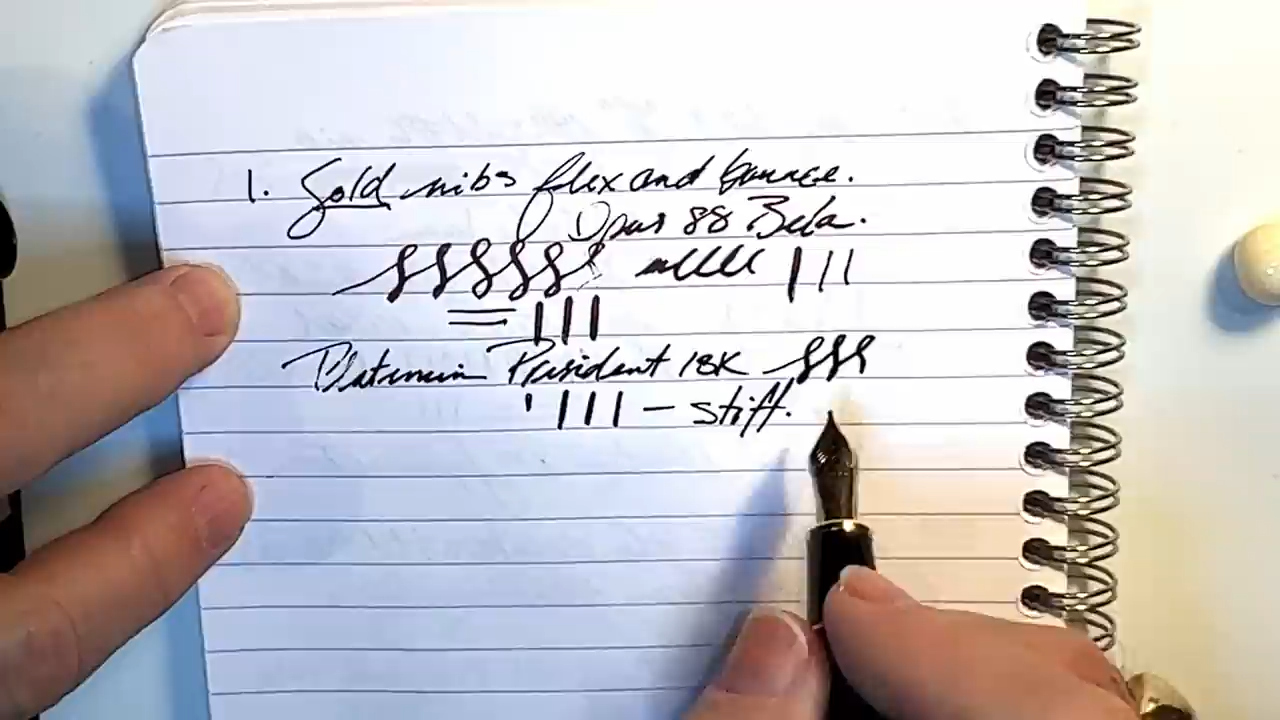 1. Gold nibs flex and bounce.
Opus 88 Bela.
Platinum President 18K
— stiff.